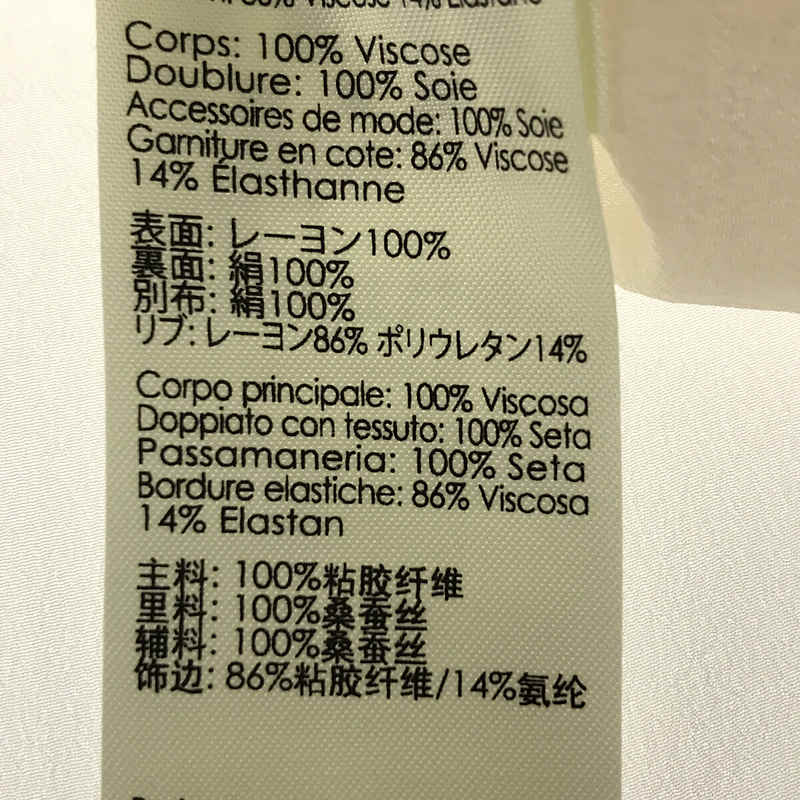 86% Viscose 14% Elastane
Corps: 100% Viscose
Doublure: 100% Soie
Accessoires de mode: 100% Soie
Garniture en cote: 86% Viscose
14% Élasthanne
表面: レーヨン100%
裏面: 絹100%
別布: 絹100%
リブ: レーヨン86% ポリウレタン14%
Corpo principale: 100% Viscosa
Doppiato con tessuto: 100% Seta
Passamaneria: 100% Seta
Bordure elastiche: 86% Viscosa
14% Elastan
主料: 100%粘胶纤维
里料: 100%桑蚕丝
辅料: 100%桑蚕丝
饰边: 86%粘胶纤维/14%氨纶